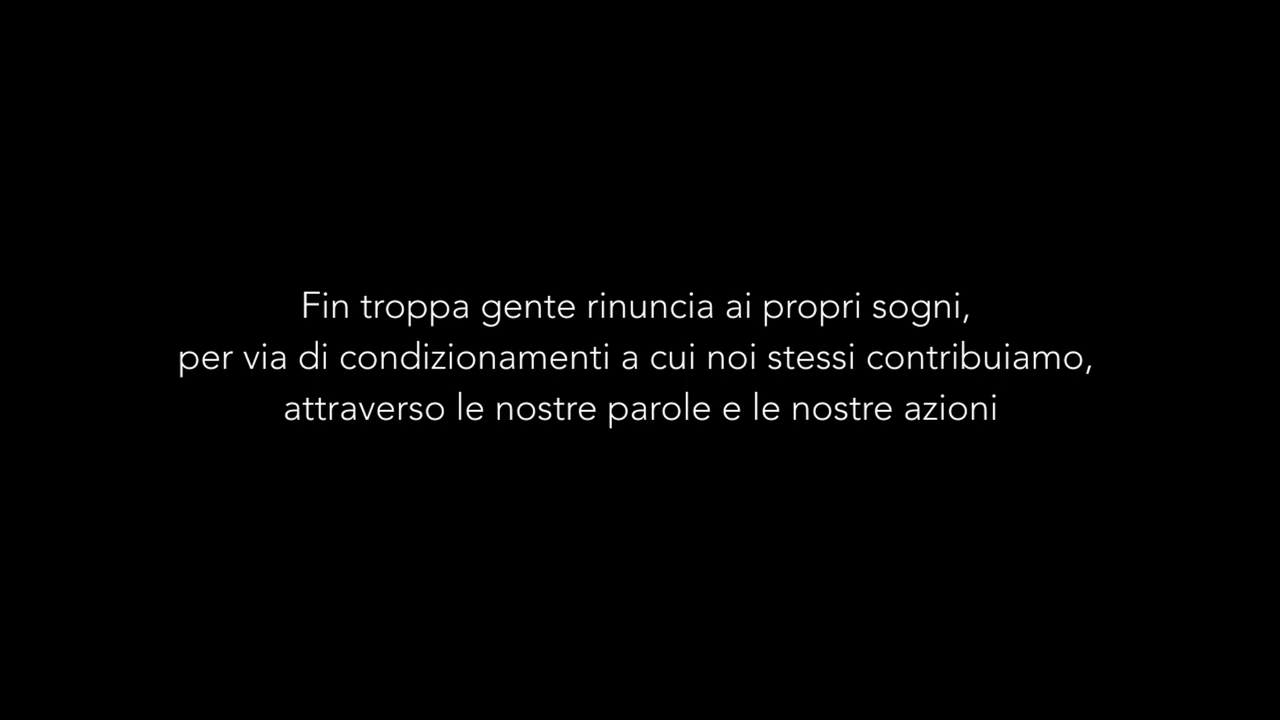 Fin troppa gente rinuncia ai propri sogni,
per via di condizionamenti a cui noi stessi contribuiamo,
attraverso le nostre parole e le nostre azioni